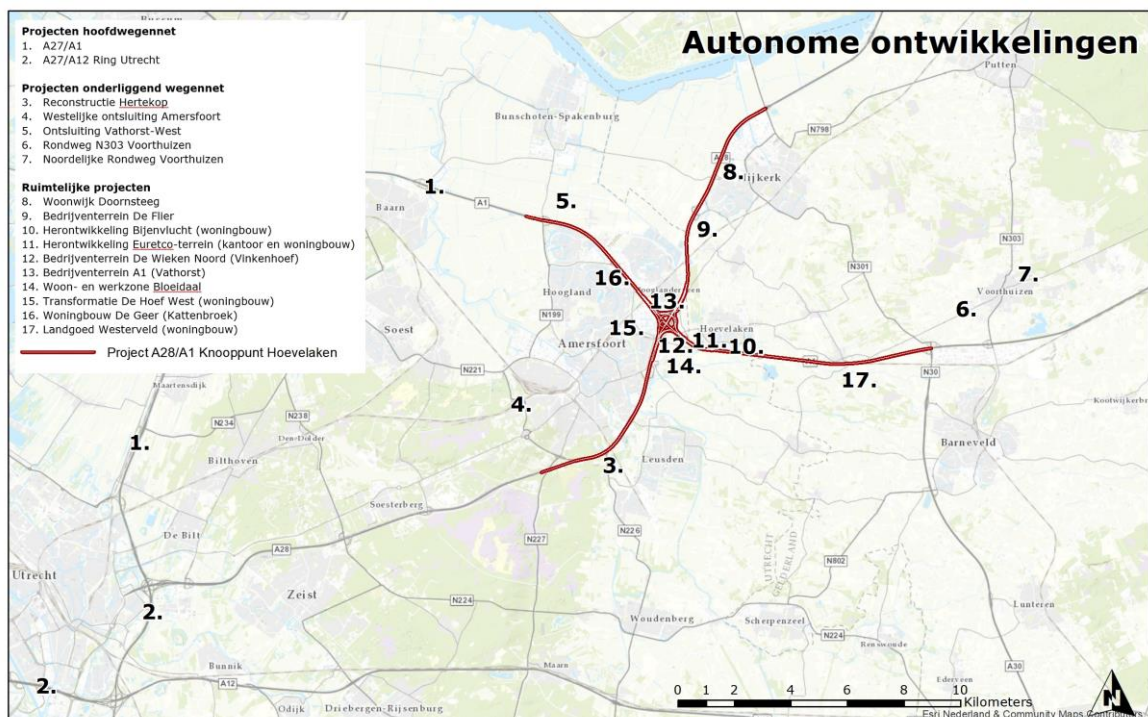 Autonome ontwikkelingen
Projecten hoofdwegennet
1. A27/A1
2. A27/A12 Ring Utrecht
Projecten onderliggend wegennet
3. Reconstructie Hertekop
4. Westelijke ontsluiting Amersfoort
5. Ontsluiting Vathorst-West
6. Rondweg N303 Voorthuizen
7. Noordelijke Rondweg Voorthuizen
Ruimtelijke projecten
8. Woonwijk Doornsteeg
9. Bedrijventerrein De Flier
10. Herontwikkeling Bijenvlucht (woningbouw)
11. Herontwikkeling Euretco-terrein (kantoor en woningbouw)
12. Bedrijventerrein De Wieken Noord (Vinkenhoef)
13. Bedrijventerrein A1 (Vathorst)
14. Woon- en werkzone Bloeidaal
15. Transformatie De Hoef West (woningbouw)
16. Woningbouw De Geer (Kattenbroek)
17. Landgoed Westerveld (woningbouw)
Project A28/A1 Knooppunt Hoevelaken
Putten
Bunschoten-Spakenburg
N798
8.
lijkerk
1.
Baarn
A1
5.
9.
N303
16.
N301
7.
Hoogland
13.
Voorthuizen
6.
N199
15.
Hoevelaken
Soest
Amersfoort
12.
11.
10.
14.
17.
N221
N30
Maartensdijk
4.
N234
N238
Den-Dolder
1.
Bilthoven
Barneveld
3.
Leusden
Soesterberg
De Bilt
N226
N227
A28
UTRECHT
GELDERLAND
N802
Utrecht
Zeist
2.
N224
Woudenberg
Scherpenzeel
Lunteren
N224
Renswoude
Bunnik
Maarn
A30
2.
A12
Ederveen
Odijk
Driebergen-Rijsenburg
0 1 2 4 6 8 10
Kilometers
N
Esri Nederland & Community Maps Contributors